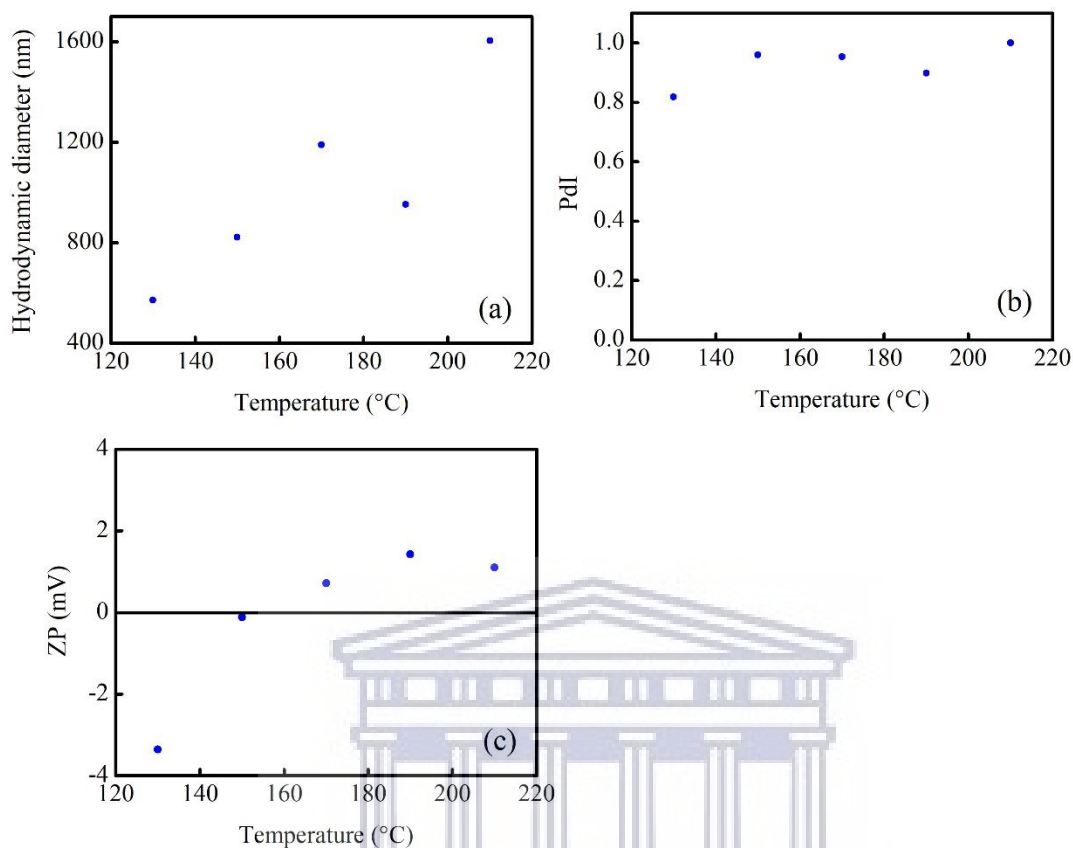 1600
1200
800
400
Hydrodynamic diameter (nm)
(a)
120 140 160 180 200 220
Temperature (°C)
1.0
0.8
0.6
0.4
0.2
0.0
PdI
(b)
120 140 160 180 200 220
Temperature (°C)
4
2
0
-2
-4
ZP (mV)
(c)
120 140 160 180 200 220
Temperature (°C)